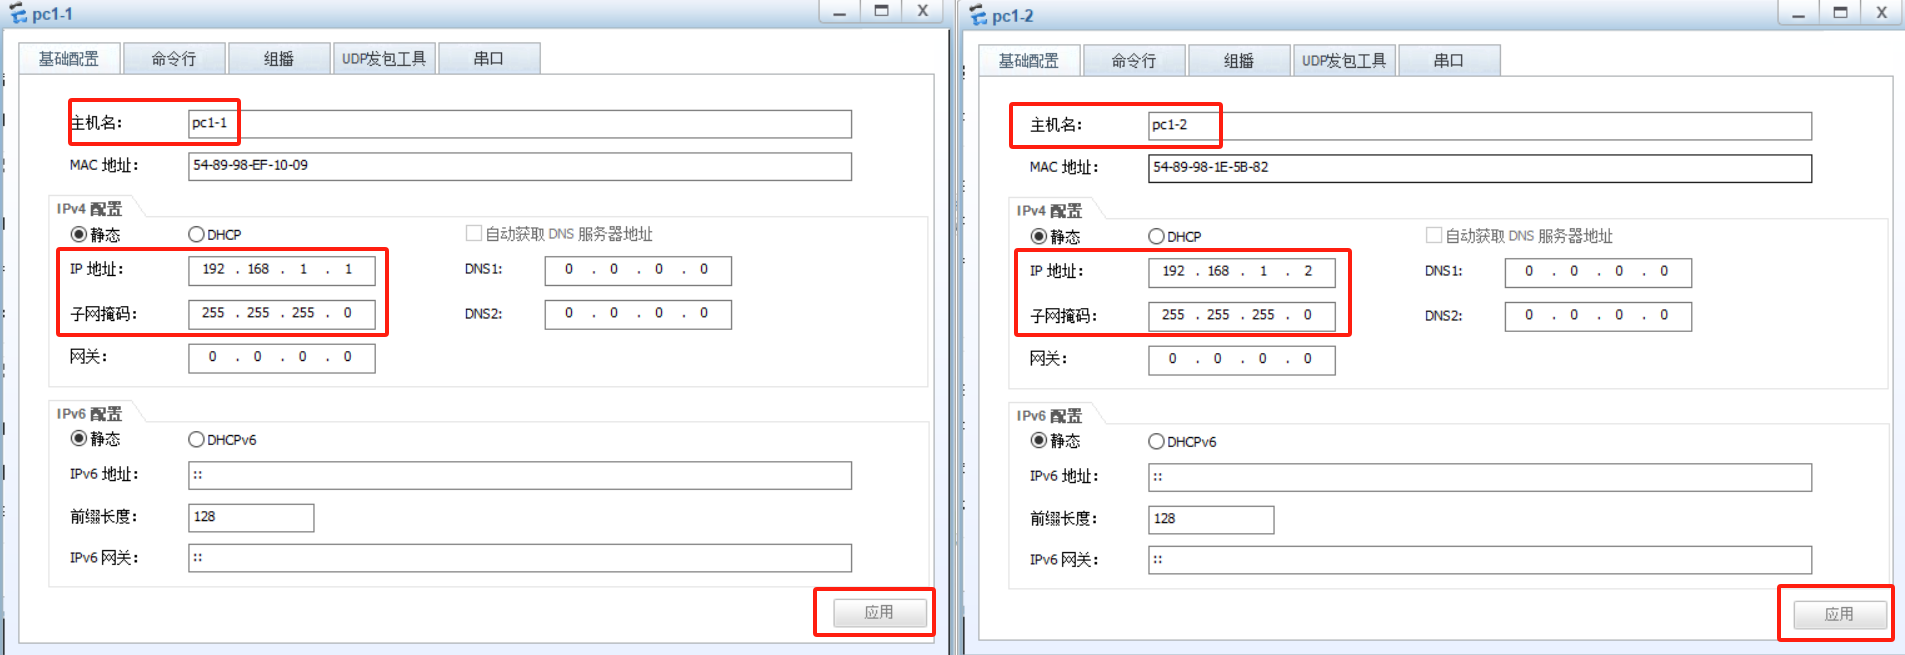 pc1-1
基础配置 命令行 组播 UDP发包工具 串口
主机名： pc1-1
MAC 地址： 54-89-98-EF-10-09
IPv4 配置
静态 DHCP 自动获取 DNS 服务器地址
IP 地址： 192 . 168 . 1 . 1 DNS1: 0 . 0 . 0 . 0
子网掩码： 255 . 255 . 255 . 0 DNS2: 0 . 0 . 0 . 0
网关： 0 . 0 . 0 . 0
IPv6 配置
静态 DHCPv6
IPv6 地址： ::
前缀长度： 128
IPv6 网关： ::
应用
pc1-2
基础配置 命令行 组播 UDP发包工具 串口
主机名： pc1-2
MAC 地址： 54-89-98-1E-5B-82
IPv4 配置
静态 DHCP 自动获取 DNS 服务器地址
IP 地址： 192 . 168 . 1 . 2 DNS1: 0 . 0 . 0 . 0
子网掩码： 255 . 255 . 255 . 0 DNS2: 0 . 0 . 0 . 0
网关： 0 . 0 . 0 . 0
IPv6 配置
静态 DHCPv6
IPv6 地址： ::
前缀长度： 128
IPv6 网关： ::
应用